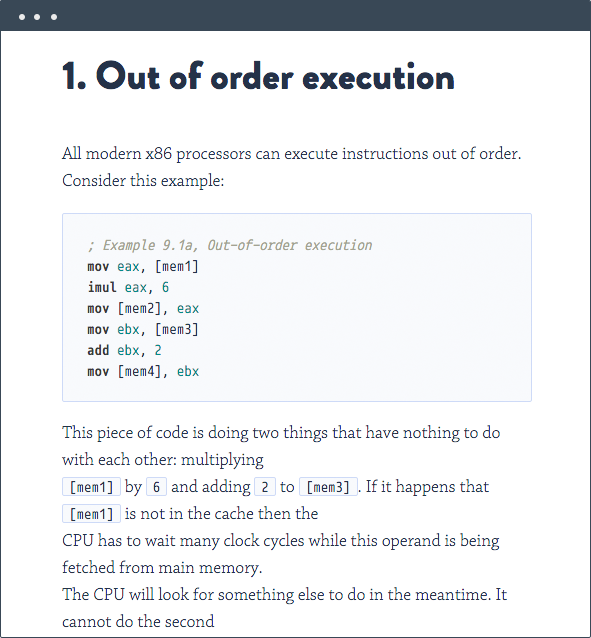 1. Out of order execution
All modern x86 processors can execute instructions out of order.
Consider this example:
; Example 9.1a, Out-of-order execution
mov eax, [mem1]
imul eax, 6
mov [mem2], eax
mov ebx, [mem3]
add ebx, 2
mov [mem4], ebx
This piece of code is doing two things that have nothing to do
with each other: multiplying
[mem1] by 6 and adding 2 to [mem3] . If it happens that
[mem1] is not in the cache then the
CPU has to wait many clock cycles while this operand is being
fetched from main memory.
The CPU will look for something else to do in the meantime. It
cannot do the second